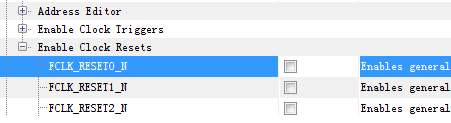 Address Editor
Enable Clock Triggers
Enable Clock Resets
FCLK_RESET0_N Enables general
FCLK_RESET1_N Enables general
FCLK_RESET2_N Enables general